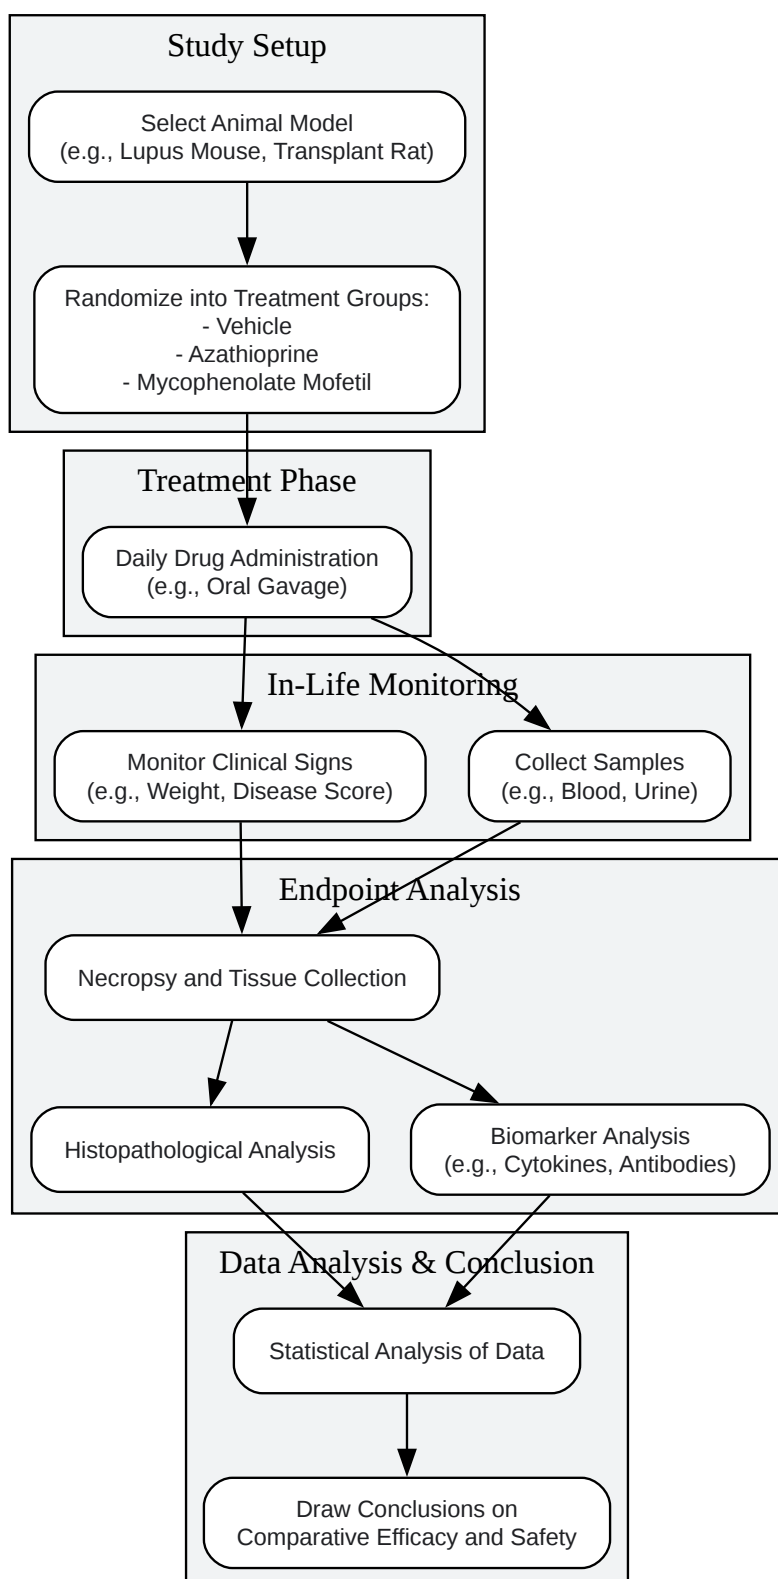 Study Setup
Select Animal Model
(e.g., Lupus Mouse, Transplant Rat)
Randomize into Treatment Groups:
- Vehicle
- Azathioprine
- Mycophenolate Mofetil
Treatment Phase
Daily Drug Administration
(e.g., Oral Gavage)
In-Life Monitoring
Monitor Clinical Signs
(e.g., Weight, Disease Score)
Collect Samples
(e.g., Blood, Urine)
Endpoint Analysis
Necropsy and Tissue Collection
Histopathological Analysis
Biomarker Analysis
(e.g., Cytokines, Antibodies)
Data Analysis & Conclusion
Statistical Analysis of Data
Draw Conclusions on
Comparative Efficacy and Safety